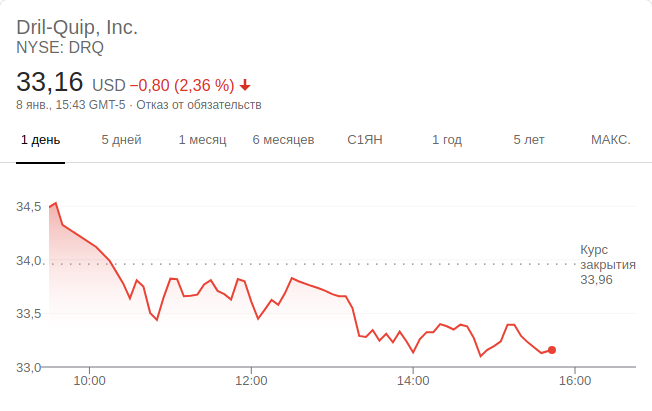 Dril-Quip, Inc.
NYSE: DRQ
33,16 USD −0,80 (2,36 %)
8 янв., 15:43 GMT-5 · Отказ от обязательств
1 день 5 дней 1 месяц 6 месяцев С1ЯН 1 год 5 лет МАКС.
34,5
34,0
33,5
33,0
Курс
закрытия
33,96
10:00 12:00 14:00 16:00